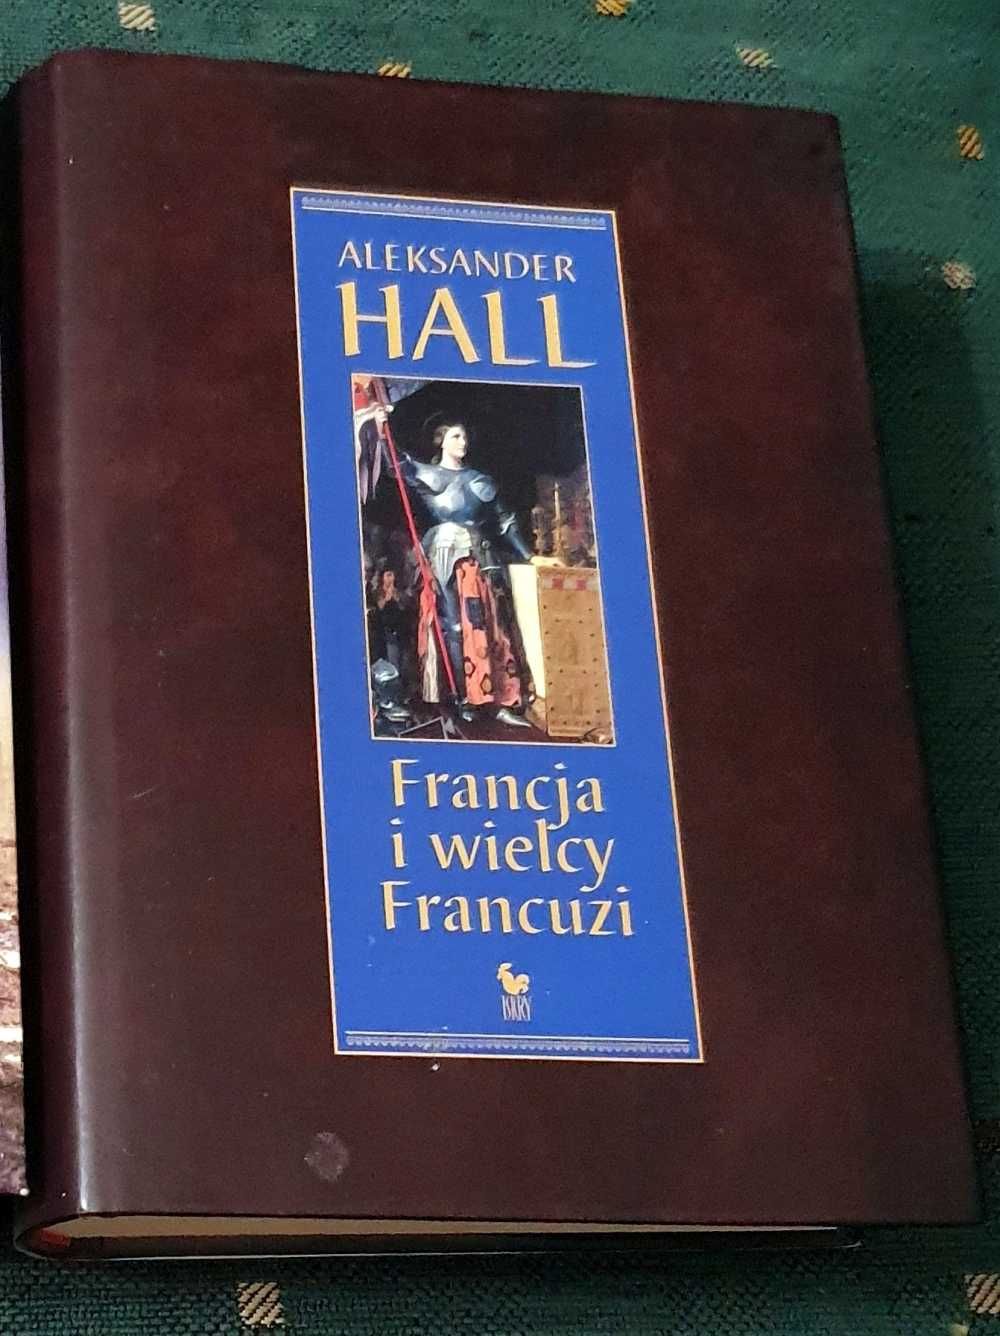 ALEKSANDER
HALL
Francja
i wielcy
Francuzi
ISKRY